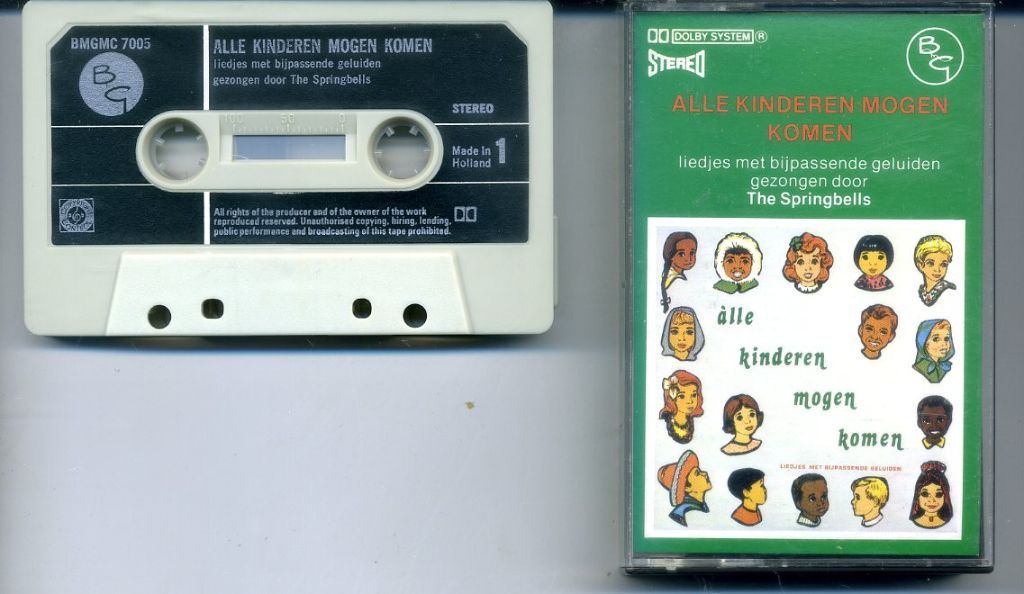 BMGMC 7005
BG
ALLE KINDEREN MOGEN KOMEN
liedjes met bijpassende geluiden
gezongen door The Springbells
STEREO
100 50 0
Made in
Holland 1
All rights of the producer and of the owner of the work
reproduced reserved. Unauthorised copying, hiring, lending,
public performance and broadcasting of this tape prohibited.
DOLBY SYSTEM ®
STEREO
BG
ALLE KINDEREN MOGEN
KOMEN
liedjes met bijpassende geluiden
gezongen door
The Springbells
àlle
kinderen
mogen
komen
LIEDJES MET BIJPASSENDE GELUIDEN